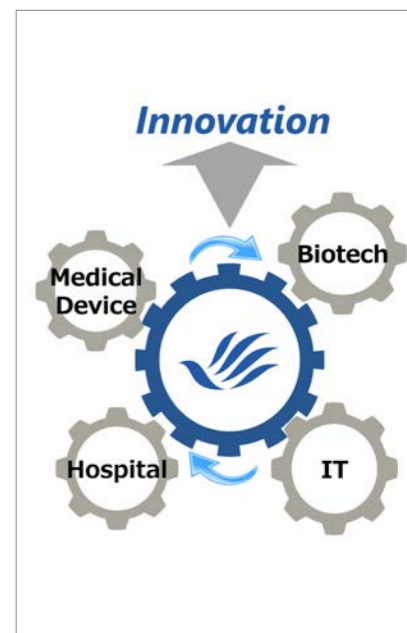 Innovation
Biotech
Medical
Device
Hospital
IT